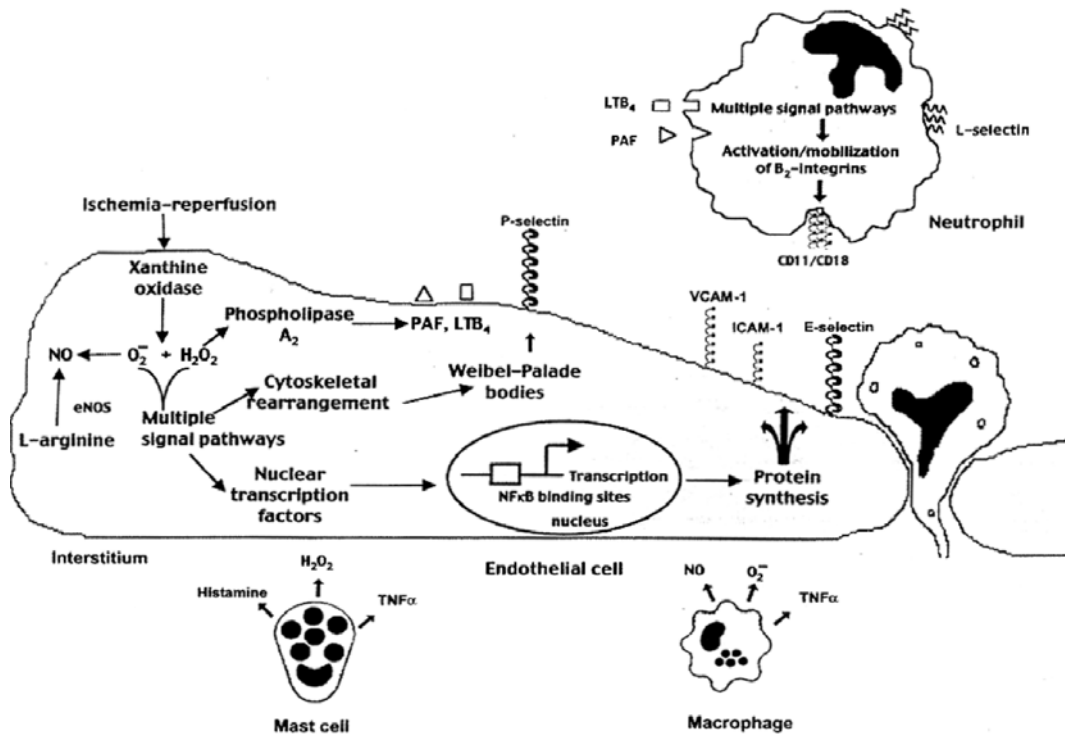 LTB₄
PAF
Multiple signal pathways
Activation/mobilization
of B₂-integrins
L-selectin
Neutrophil
CD11/CD18
Ischemia-reperfusion
P-selectin
Xanthine
oxidase
Phospholipase
A₂
PAF, LTB₄
NO
O₂⁻ + H₂O₂
eNOS
L-arginine
Multiple
signal pathways
Cytoskeletal
rearrangement
Weibel-Palade
bodies
VCAM-1
ICAM-1
E-selectin
Nuclear
transcription
factors
Transcription
NFκB binding sites
nucleus
Protein
synthesis
Interstitium
Endothelial cell
H₂O₂
Histamine
TNFα
Mast cell
NO
O₂⁻
TNFα
Macrophage